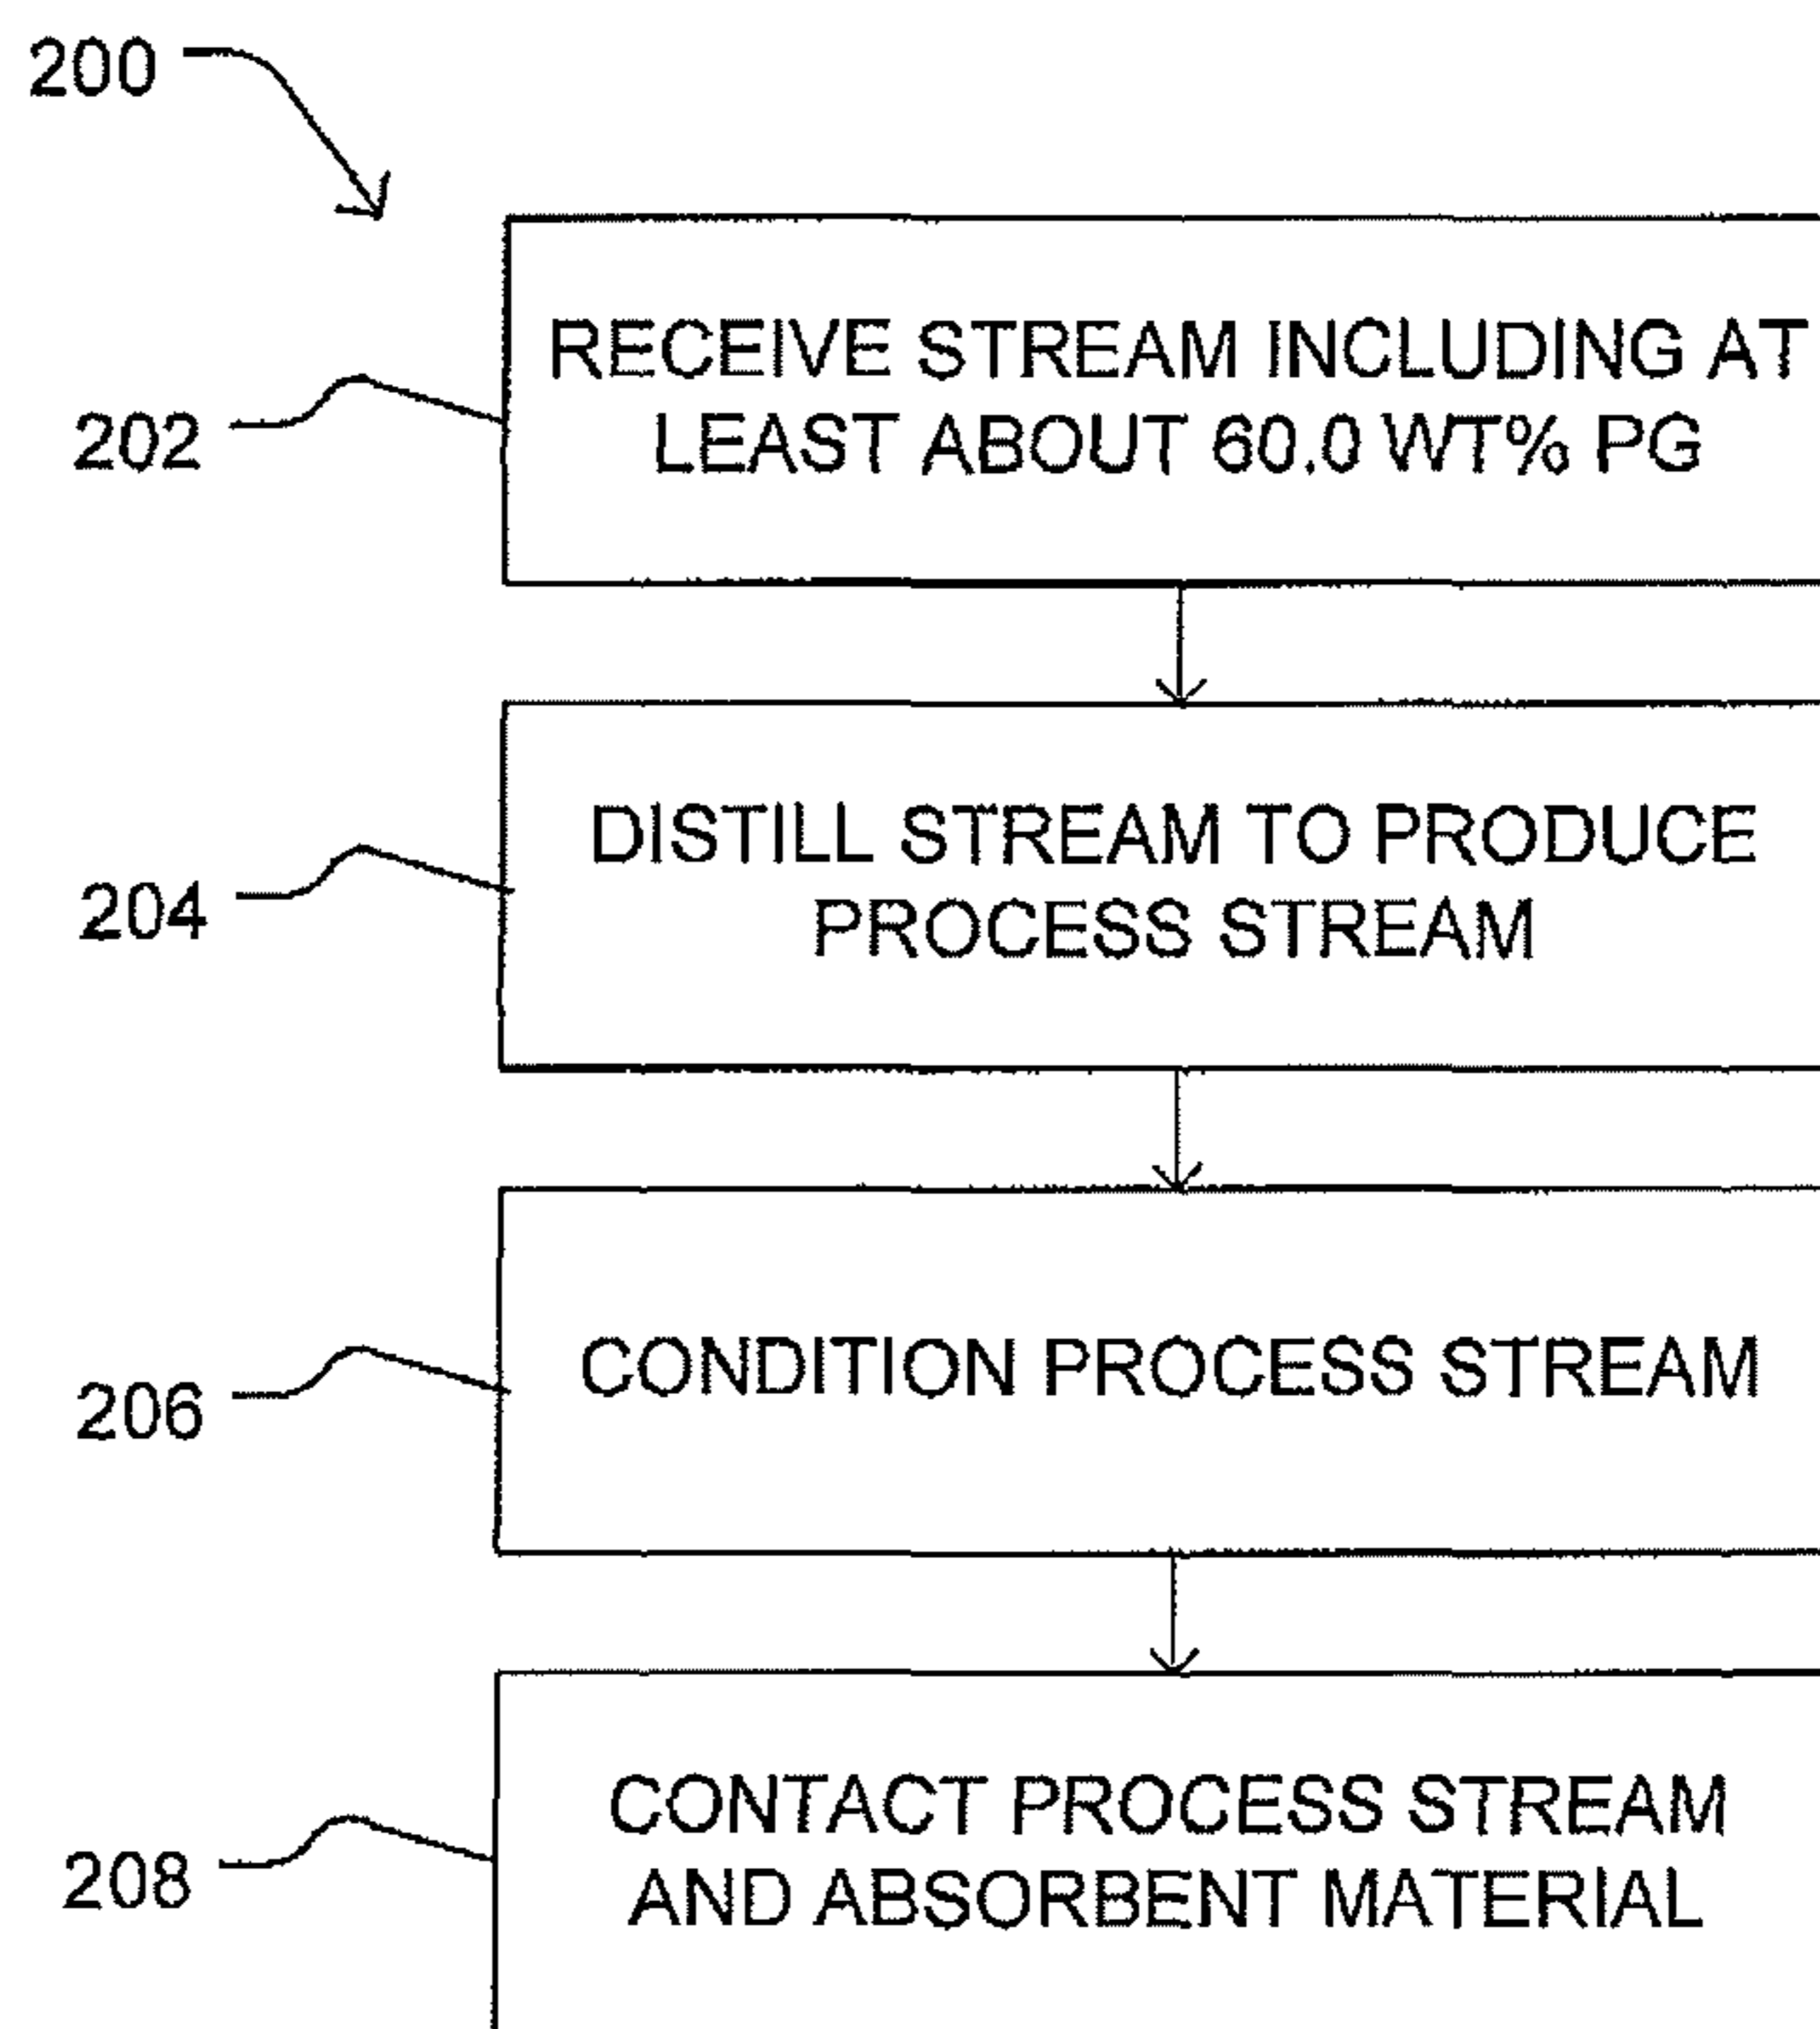 200
202
RECEIVE STREAM INCLUDING AT
LEAST ABOUT 60.0 WT% PG
204
DISTILL STREAM TO PRODUCE
PROCESS STREAM
206
CONDITION PROCESS STREAM
208
CONTACT PROCESS STREAM
AND ABSORBENT MATERIAL